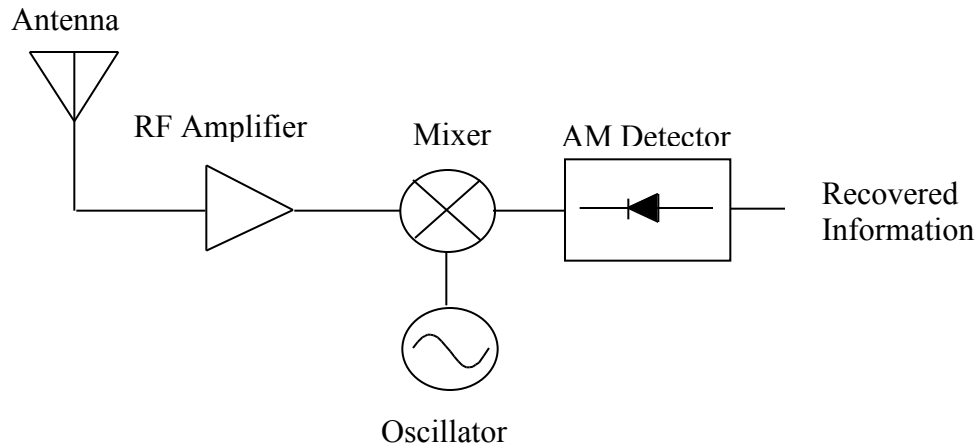 Antenna
RF Amplifier
Mixer
AM Detector
Recovered
Information
Oscillator